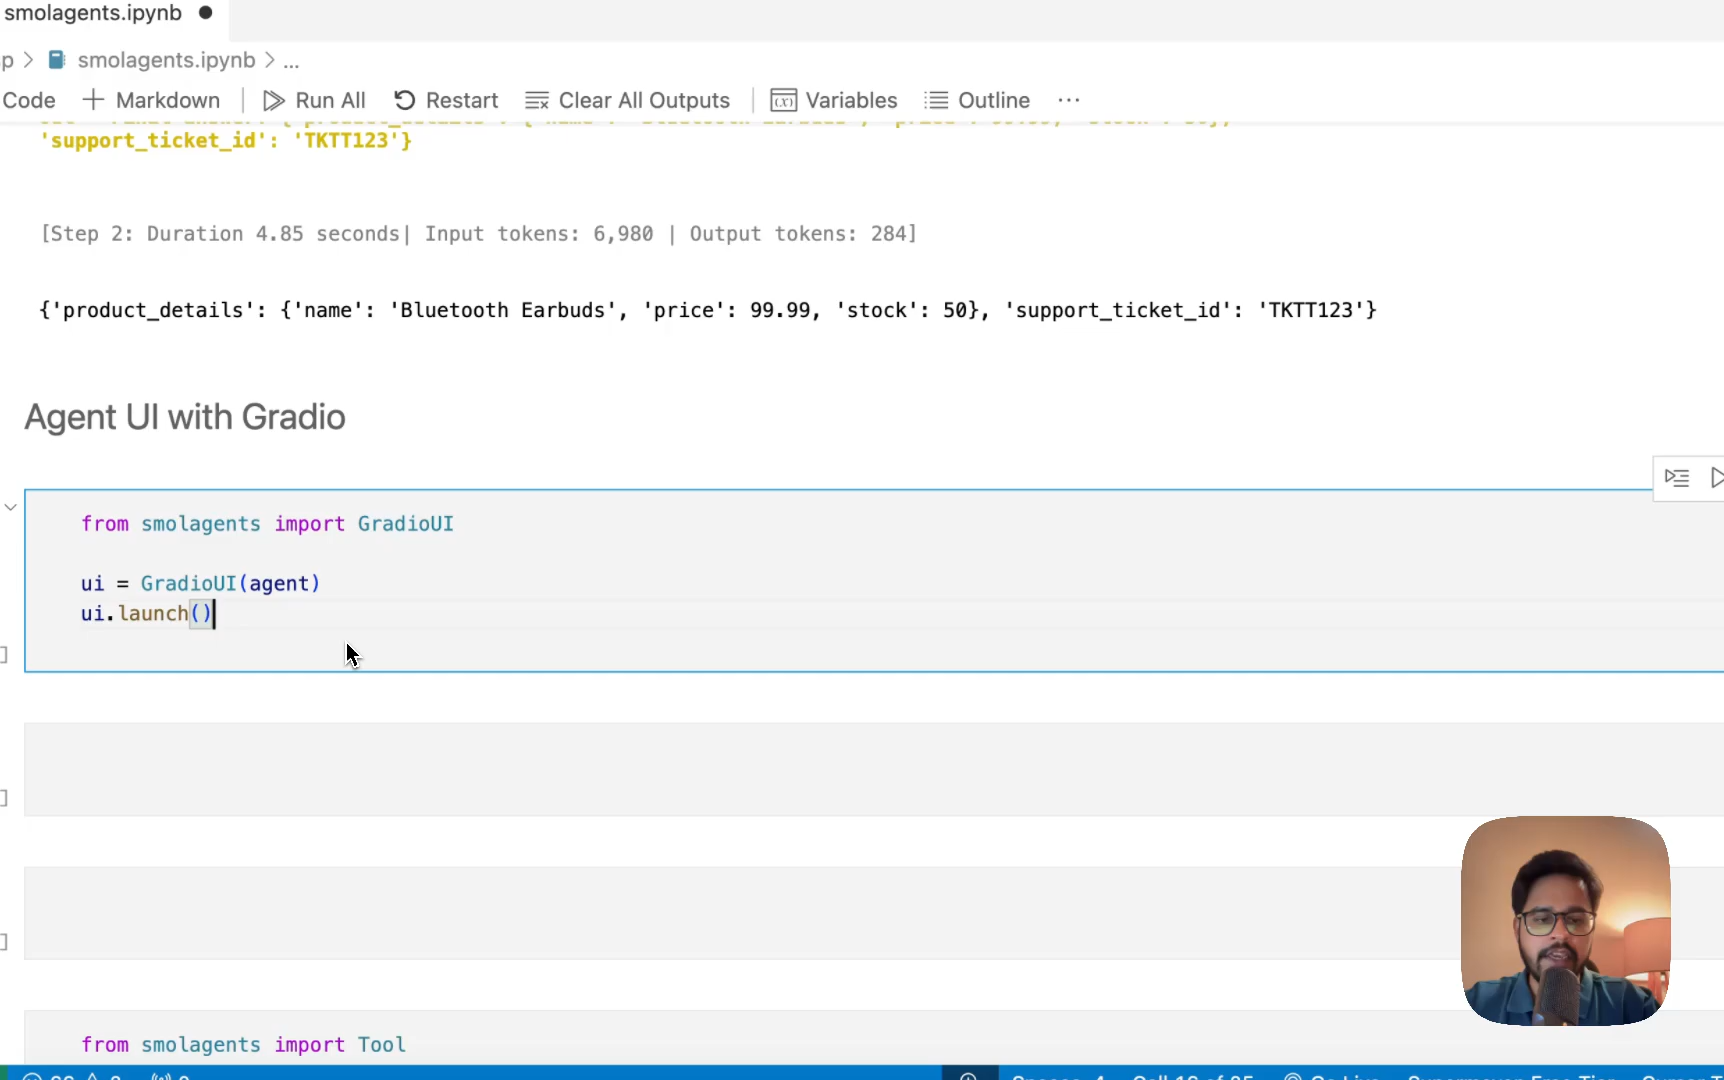 smolagents.ipynb
smolagents.ipynb > ...
Code + Markdown | Run All Restart Clear All Outputs | Variables Outline ...
'support_ticket_id': 'TKTT123'}
[Step 2: Duration 4.85 seconds| Input tokens: 6,980 | Output tokens: 284]
{'product_details': {'name': 'Bluetooth Earbuds', 'price': 99.99, 'stock': 50}, 'support_ticket_id': 'TKTT123'}
Agent UI with Gradio
from smolagents import GradioUI
ui = GradioUI(agent)
ui.launch()
from smolagents import Tool